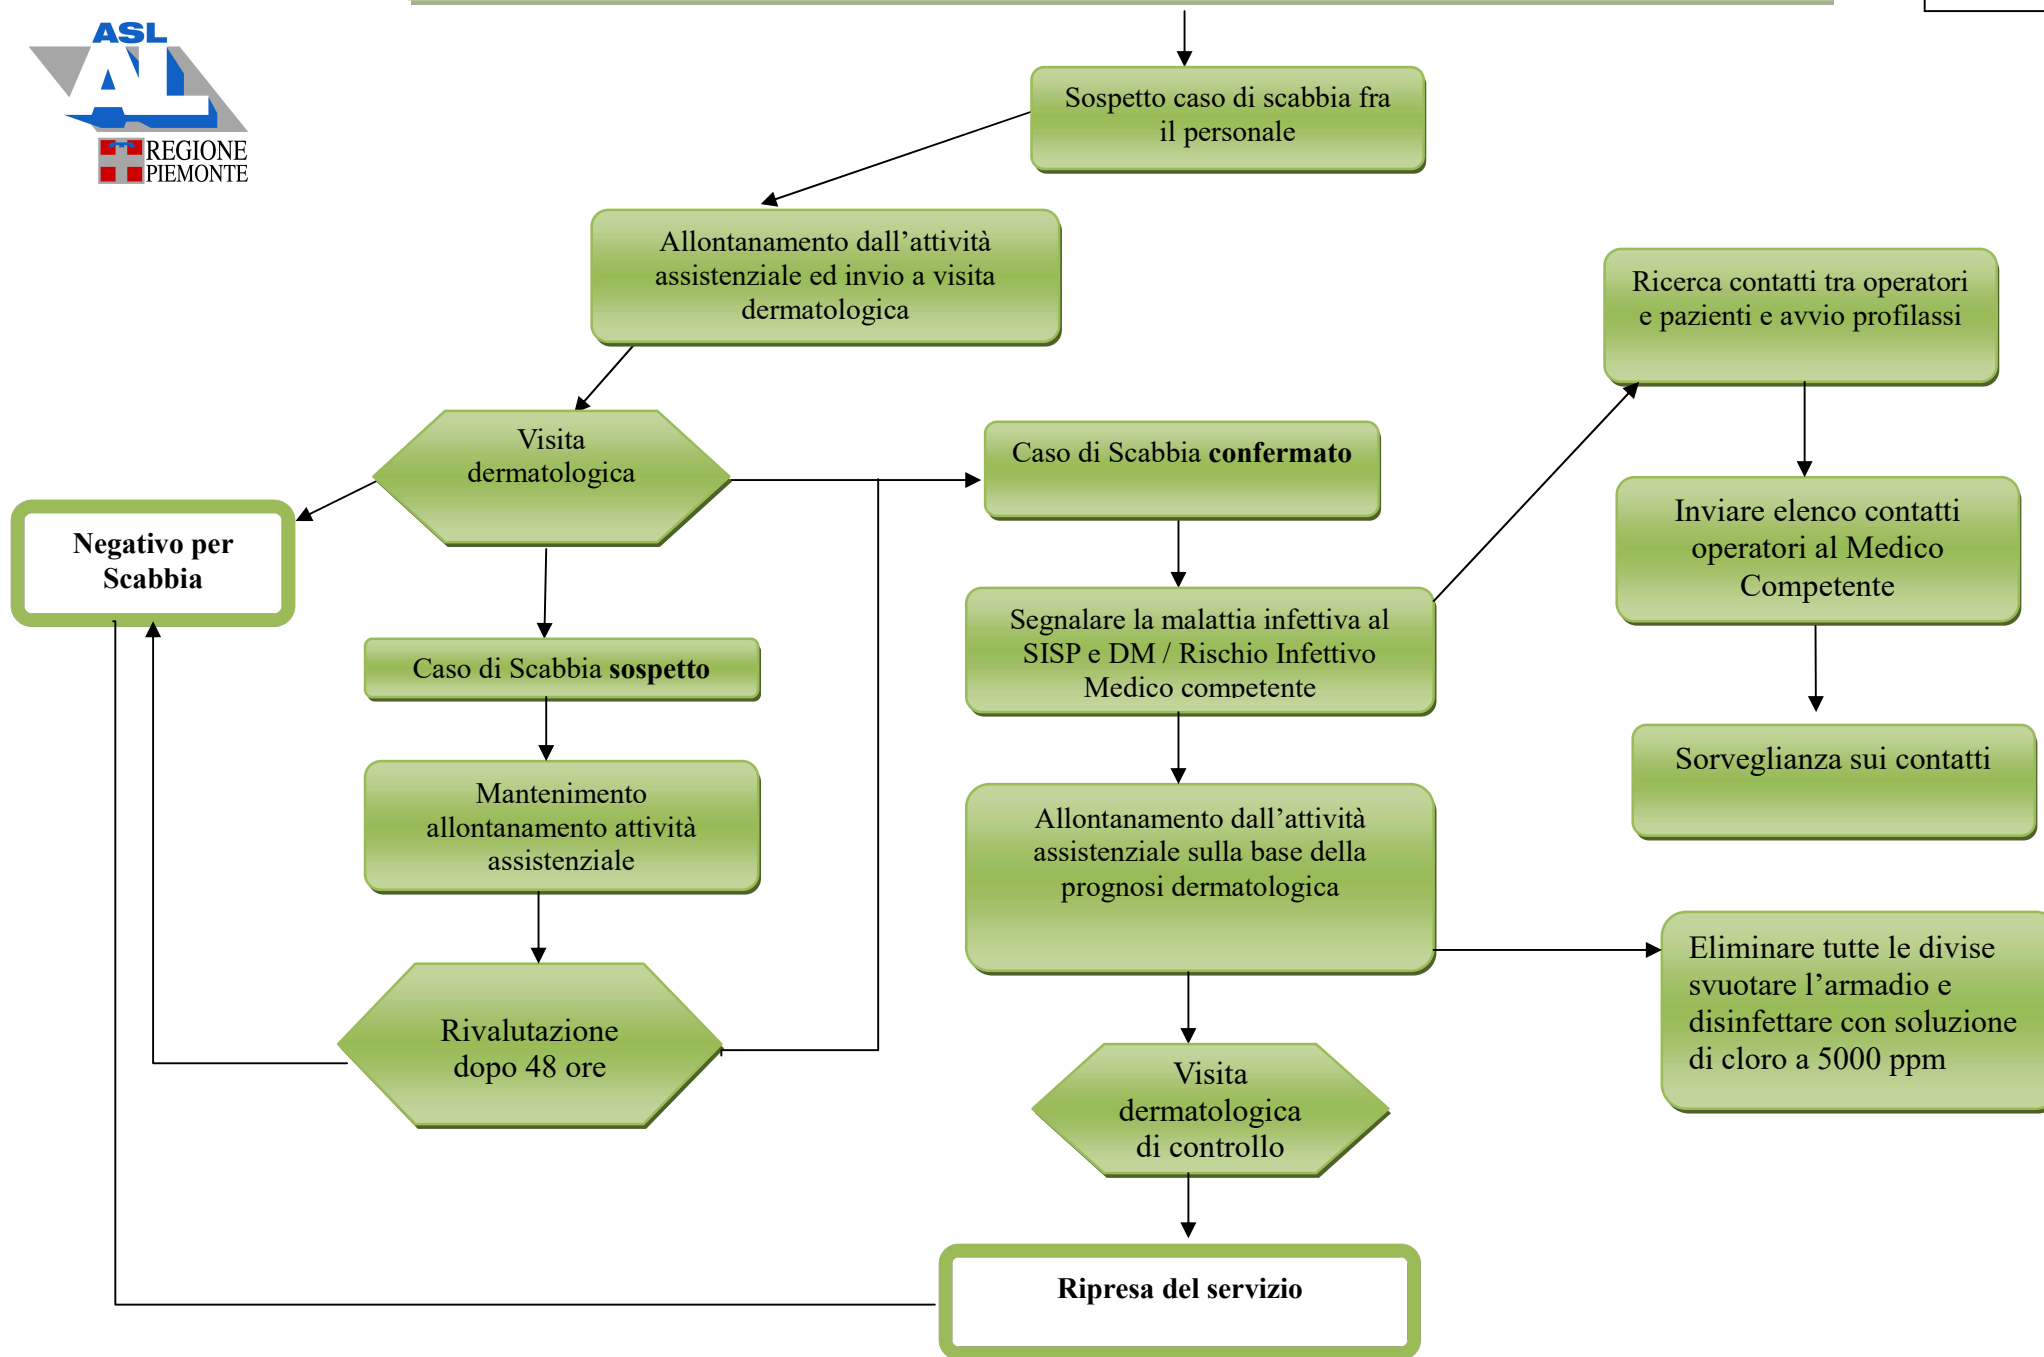 ASL
AL
REGIONE
PIEMONTE
Sospetto caso di scabbia fra
il personale
Allontanamento dall’attività
assistenziale ed invio a visita
dermatologica
Ricerca contatti tra operatori
e pazienti e avvio profilassi
Visita
dermatologica
Caso di Scabbia confermato
Negativo per
Scabbia
Inviare elenco contatti
operatori al Medico
Competente
Segnalare la malattia infettiva al
SISP e DM / Rischio Infettivo
Medico competente
Caso di Scabbia sospetto
Sorveglianza sui contatti
Mantenimento
allontanamento attività
assistenziale
Allontanamento dall’attività
assistenziale sulla base della
prognosi dermatologica
Eliminare tutte le divise
svuotare l’armadio e
disinfettare con soluzione
di cloro a 5000 ppm
Rivalutazione
dopo 48 ore
Visita
dermatologica
di controllo
Ripresa del servizio